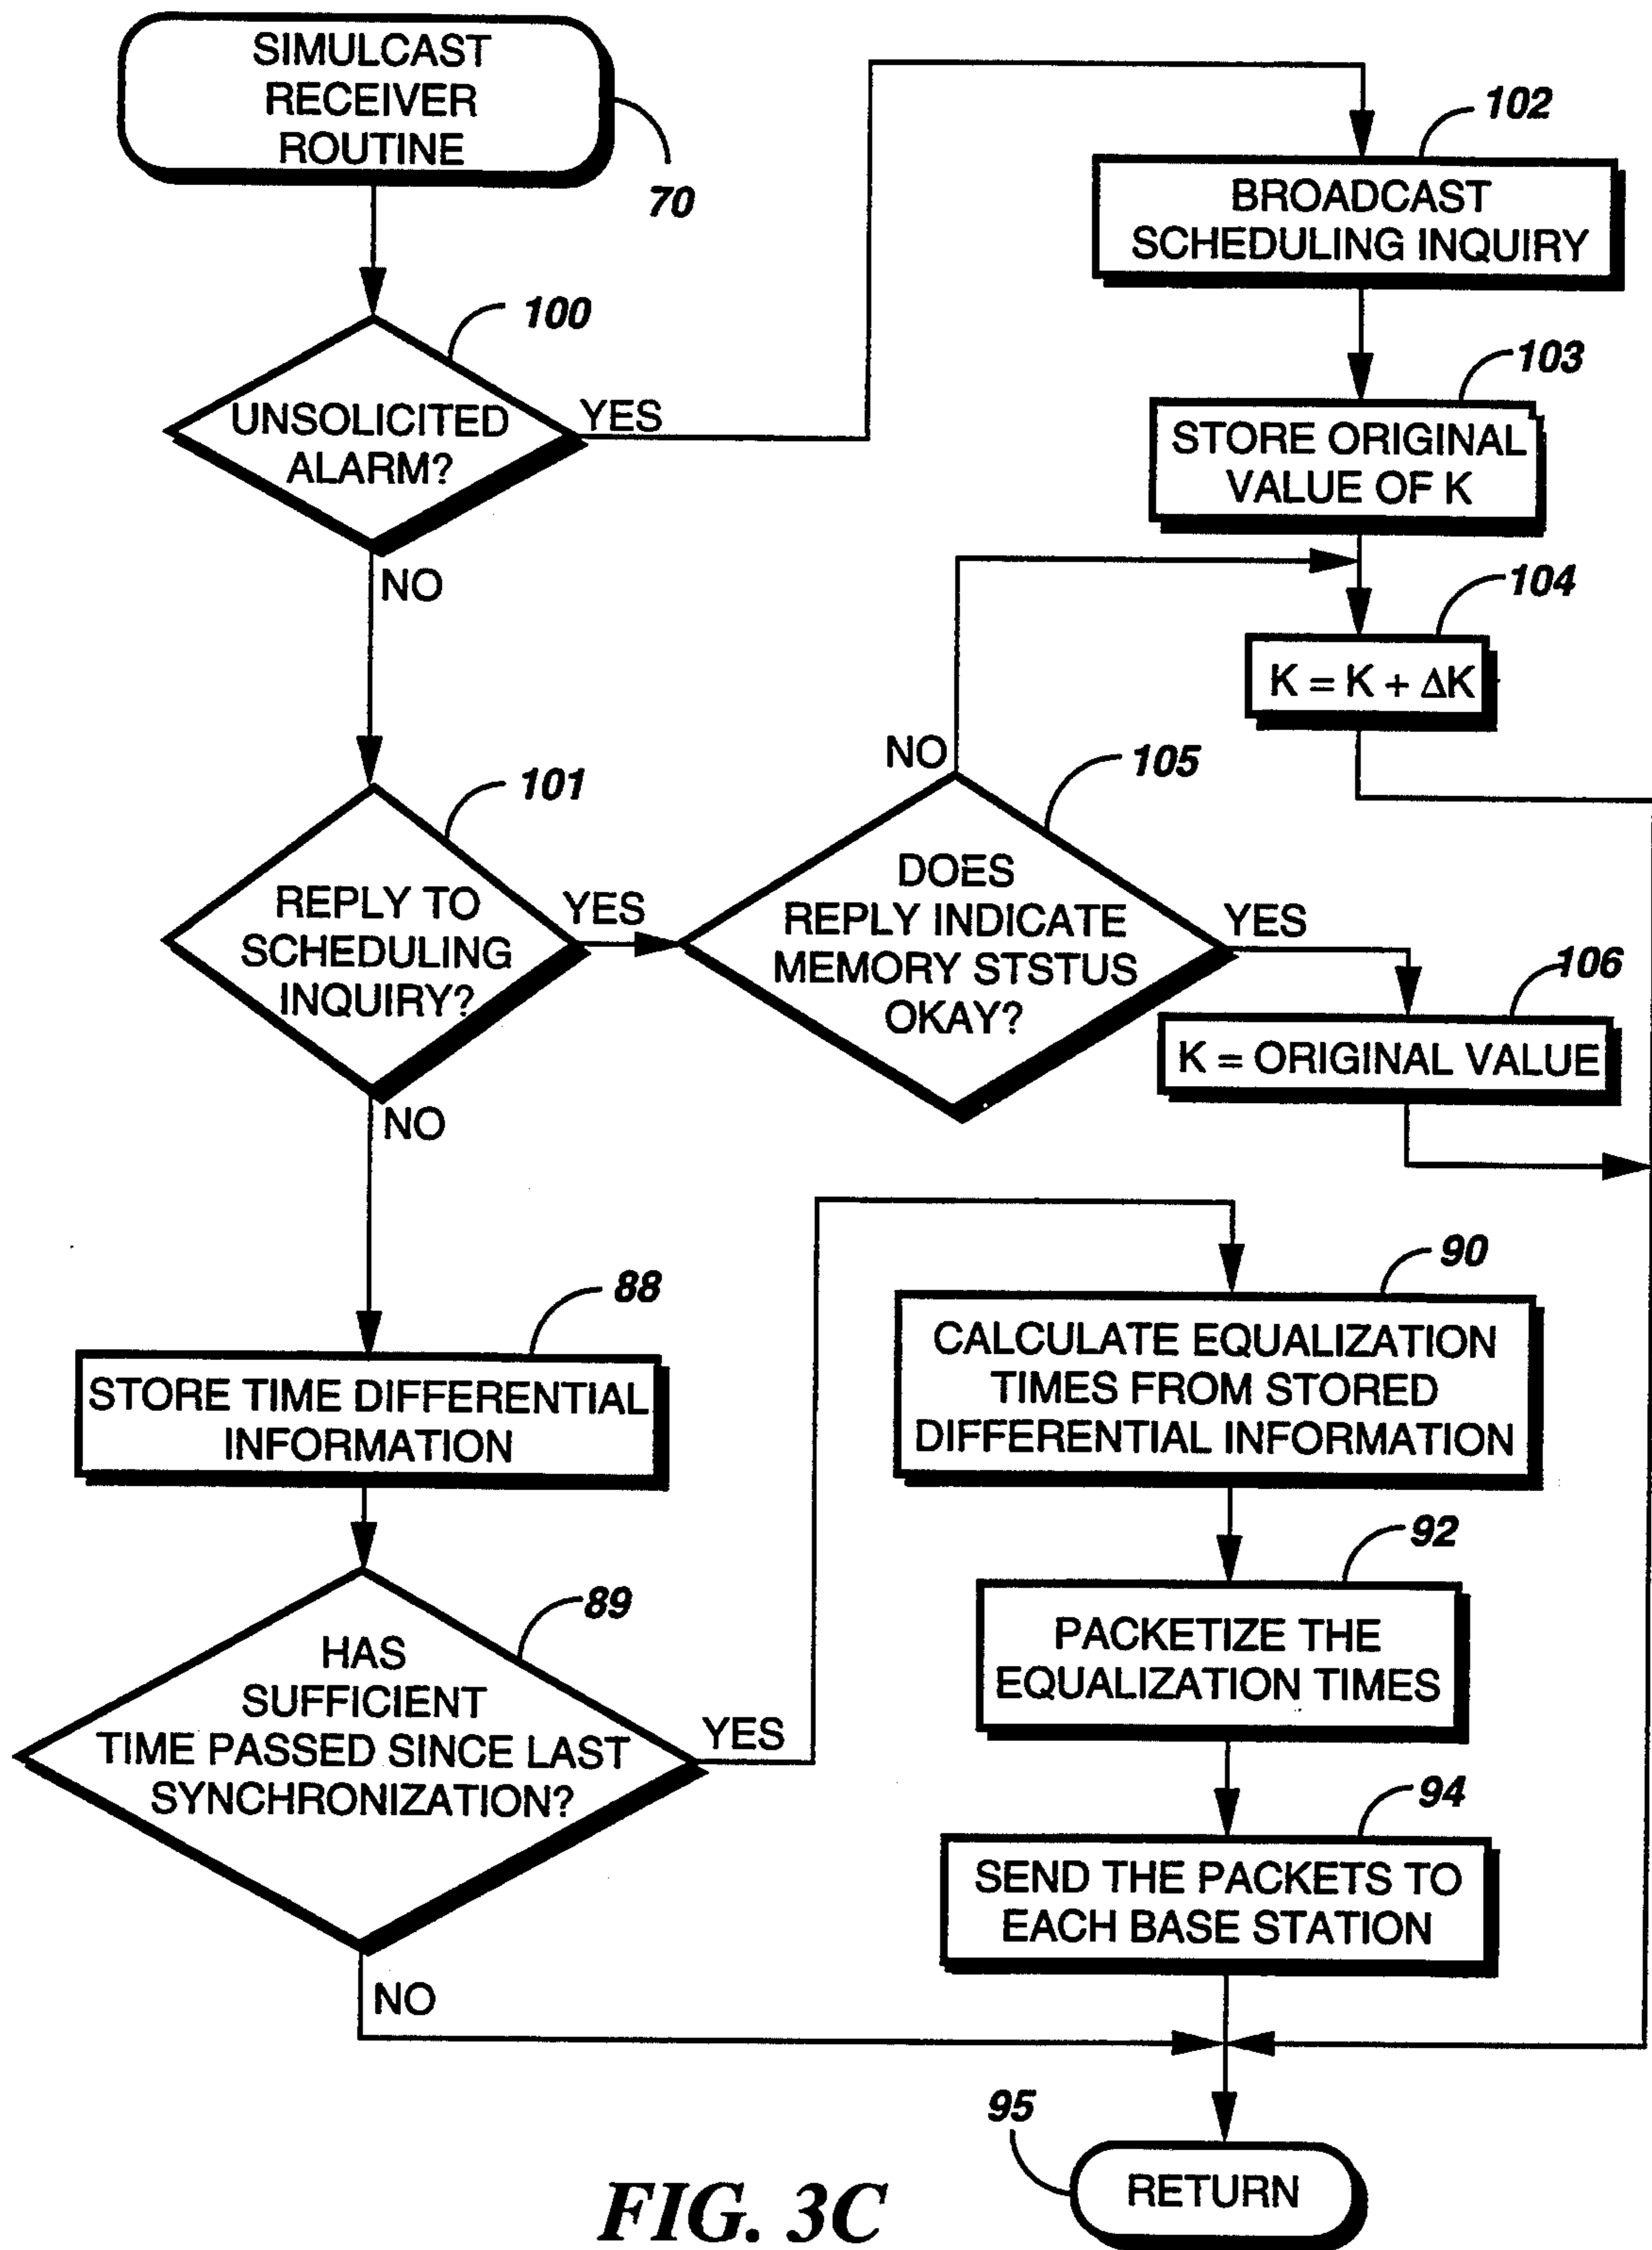 SIMULCAST
RECEIVER
ROUTINE
70
100
UNSOLICITED
ALARM?
YES
NO
102
BROADCAST
SCHEDULING INQUIRY
103
STORE ORIGINAL
VALUE OF K
104
K = K + ΔK
101
REPLY TO
SCHEDULING
INQUIRY?
YES
NO
105
DOES
REPLY INDICATE
MEMORY STSTUS
OKAY?
NO
YES
106
K = ORIGINAL VALUE
88
STORE TIME DIFFERENTIAL
INFORMATION
89
HAS
SUFFICIENT
TIME PASSED SINCE LAST
SYNCHRONIZATION?
YES
NO
90
CALCULATE EQUALIZATION
TIMES FROM STORED
DIFFERENTIAL INFORMATION
92
PACKETIZE THE
EQUALIZATION TIMES
94
SEND THE PACKETS TO
EACH BASE STATION
95
RETURN
FIG. 3C